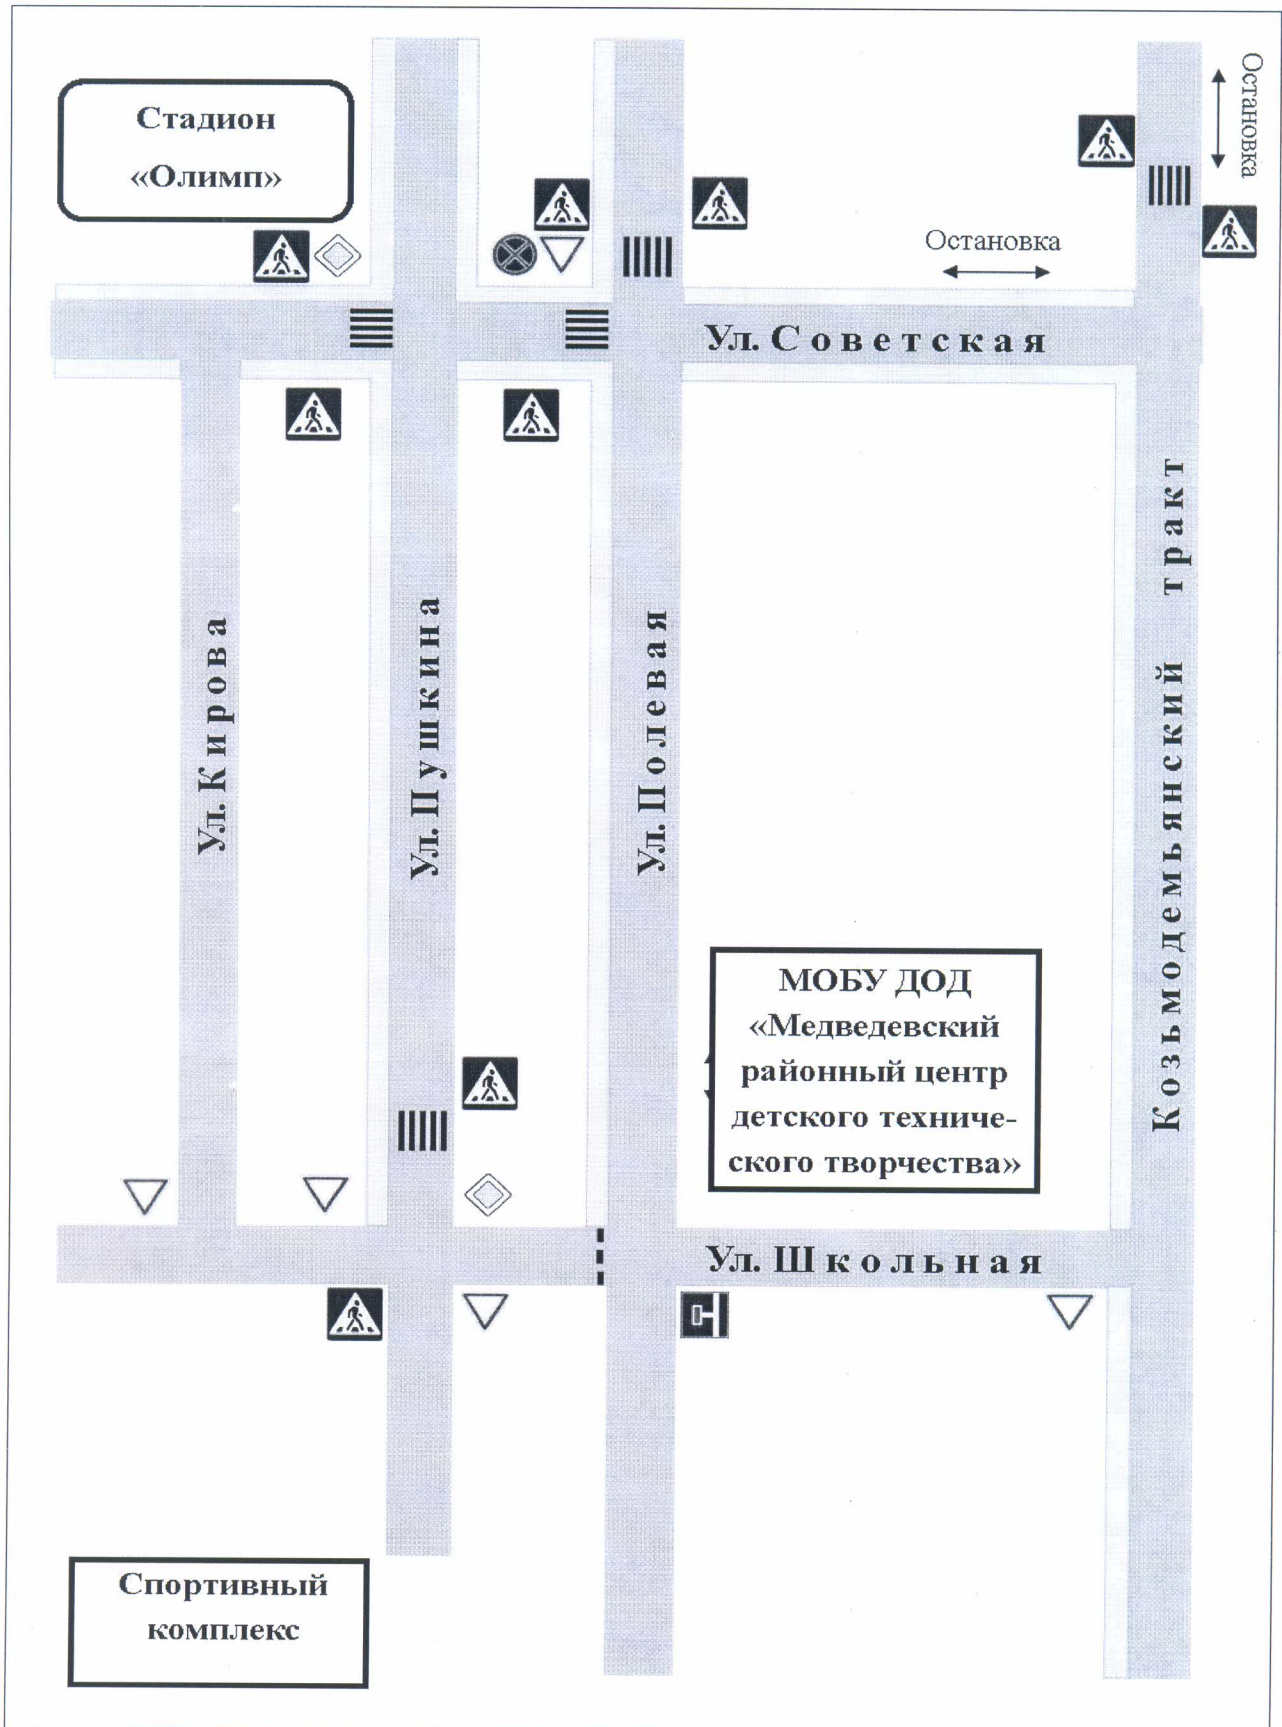 Стадион
«Олимп»
Остановка
Остановка
Ул. Советская
Ул. Кирова
Ул. Пушкина
Ул. Полевая
Козьмодемьянский тракт
МОБУ ДОД
«Медведевский
районный центр
детского техниче-
ского творчества»
Ул. Школьная
Спортивный
комплекс